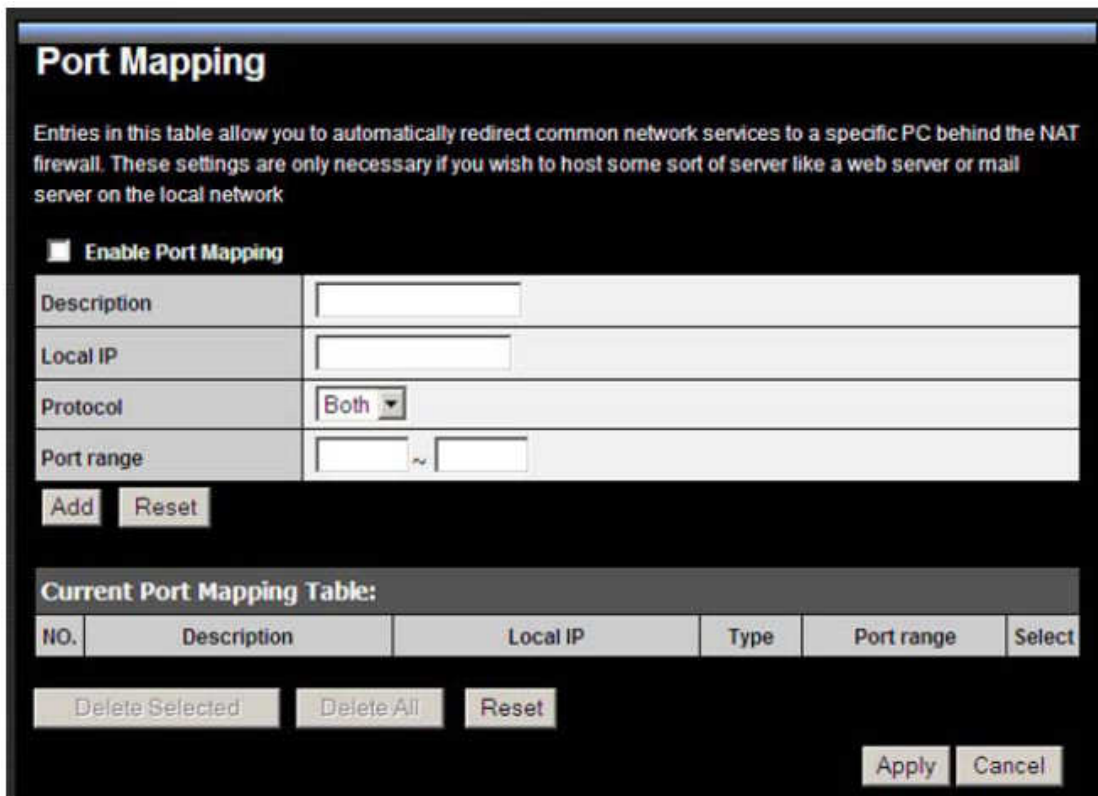 Port Mapping
Entries in this table allow you to automatically redirect common network services to a specific PC behind the NAT
firewall. These settings are only necessary if you wish to host some sort of server like a web server or mail
server on the local network
Enable Port Mapping
Description
Local IP
Protocol Both
Port range ~
Add Reset
Current Port Mapping Table:
NO. Description Local IP Type Port range Select
Delete Selected Delete All Reset
Apply Cancel